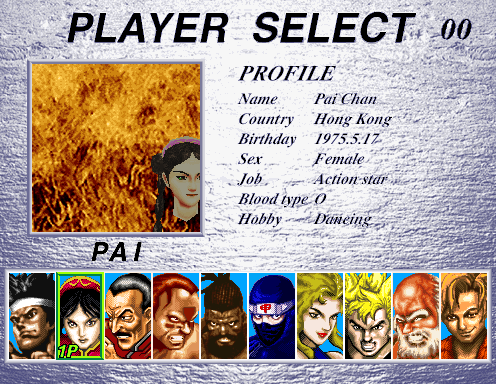 PLAYER SELECT 00
PROFILE
Name Pai Chan
Country Hong Kong
Birthday 1975.5.17
Sex Female
Job Action star
Blood type O
Hobby Dancing
PAI
1P